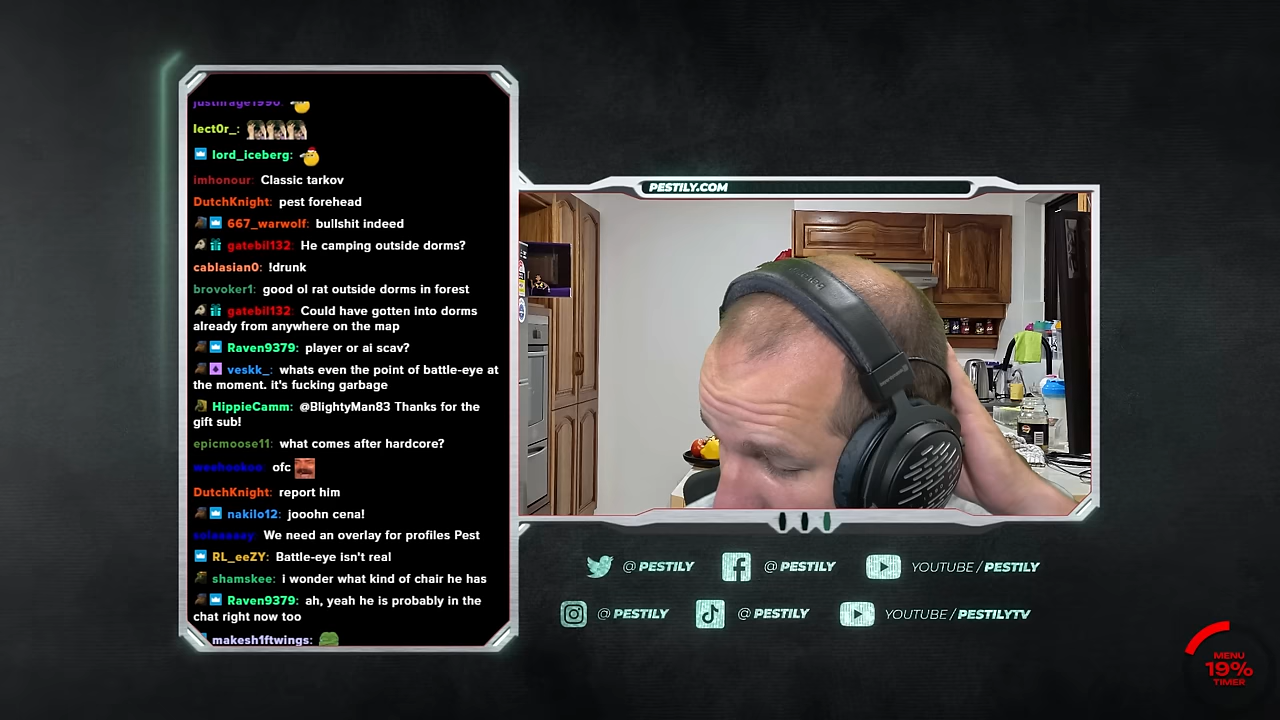 justinrage1990:
lect0r_:
lord_iceberg:
imhonour: Classic tarkov
DutchKnight: pest forehead
667_warwolf: bullshit indeed
gatebil132 He camping outside dorms?
cablasian0: !drunk
brovoker1: good ol rat outside dorms in forest
gatebil132 Could have gotten into dorms
already from anywhere on the map
Raven9379: player or ai scav?
veskk_: whats even the point of battle-eye at
the moment. it's fucking garbage
HippieCamm: @BlightyMan83 Thanks for the
gift sub!
epicmoose11: what comes after hardcore?
ofc
DutchKnight: report him
nakilo12: jooohn cena!
We need an overlay for profiles Pest
RL_eeZY: Battle-eye isn't real
shamskee: i wonder what kind of chair he has
Raven9379: ah, yeah he is probably in the
chat right now too
makesh1ftwings:
PESTILY.COM
@PESTILY
@PESTILY
YOUTUBE/PESTILY
@PESTILY
@PESTILY
YOUTUBE/PESTILYTV
MENU
19%
TIMER